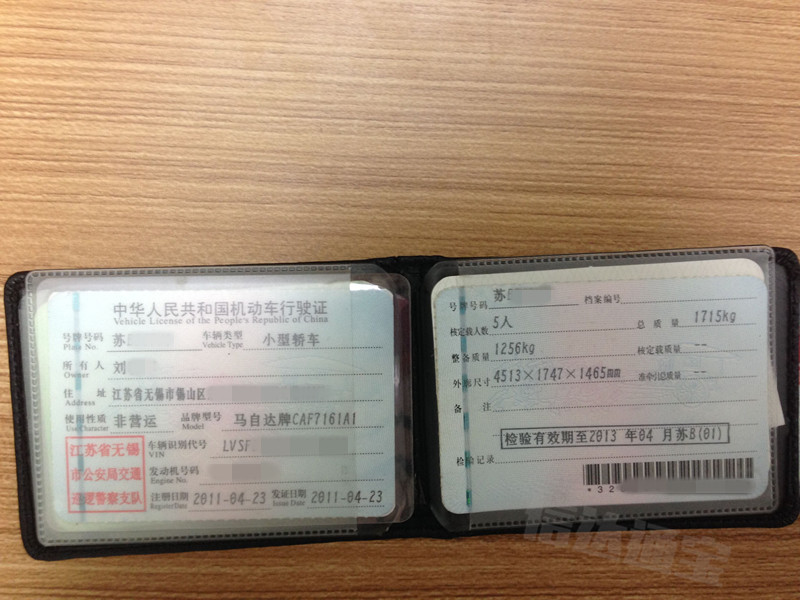 中华人民共和国机动车行驶证
Vehicle License of the People's Republic of China
号牌号码 苏 车辆类型 小型轿车
Plate No. Vehicle Type
所有人 刘
Owner
住址 江苏省无锡市锡山区
Address
使用性质 非营运 品牌型号 马自达牌CAF7161A1
Use Character Model
江苏省无锡
市公安局交通
巡逻警察支队
车辆识别代号 LVSF
VIN
发动机号码
Engine No.
注册日期 2011-04-23 发证日期 2011-04-23
Register Date Issue Date
号牌号码 苏 档案编号
核定载人数 5人 总质量 1715kg
整备质量 1256kg 核定载质量 --
外廓尺寸 4513×1747×1465 准牵引总质量 --
备注
检验有效期至2013 年04 月苏B(01)
检验记录
*32
信达通宝